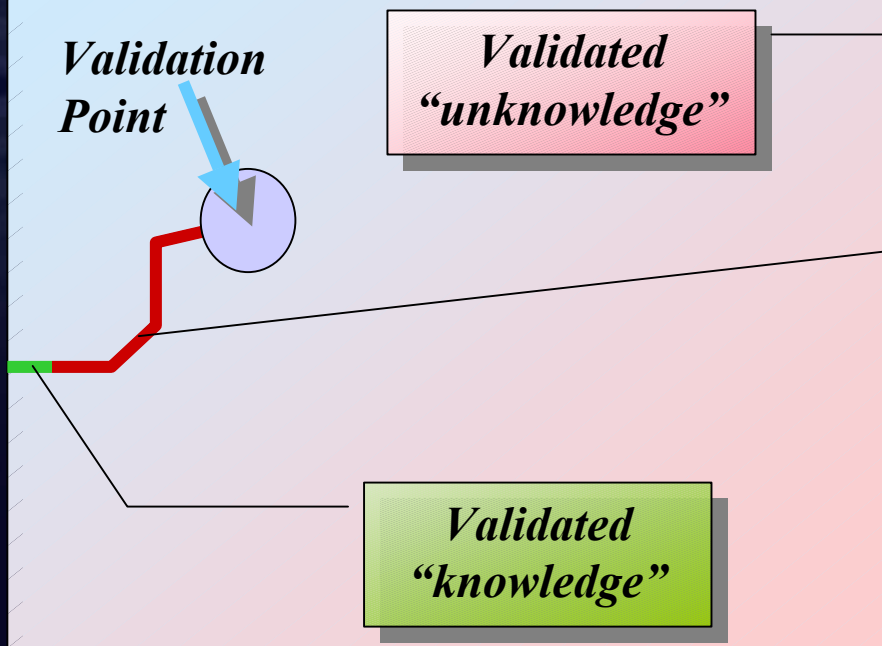 Validation
Point
Validated
“unknowledge”
Validated
“knowledge”